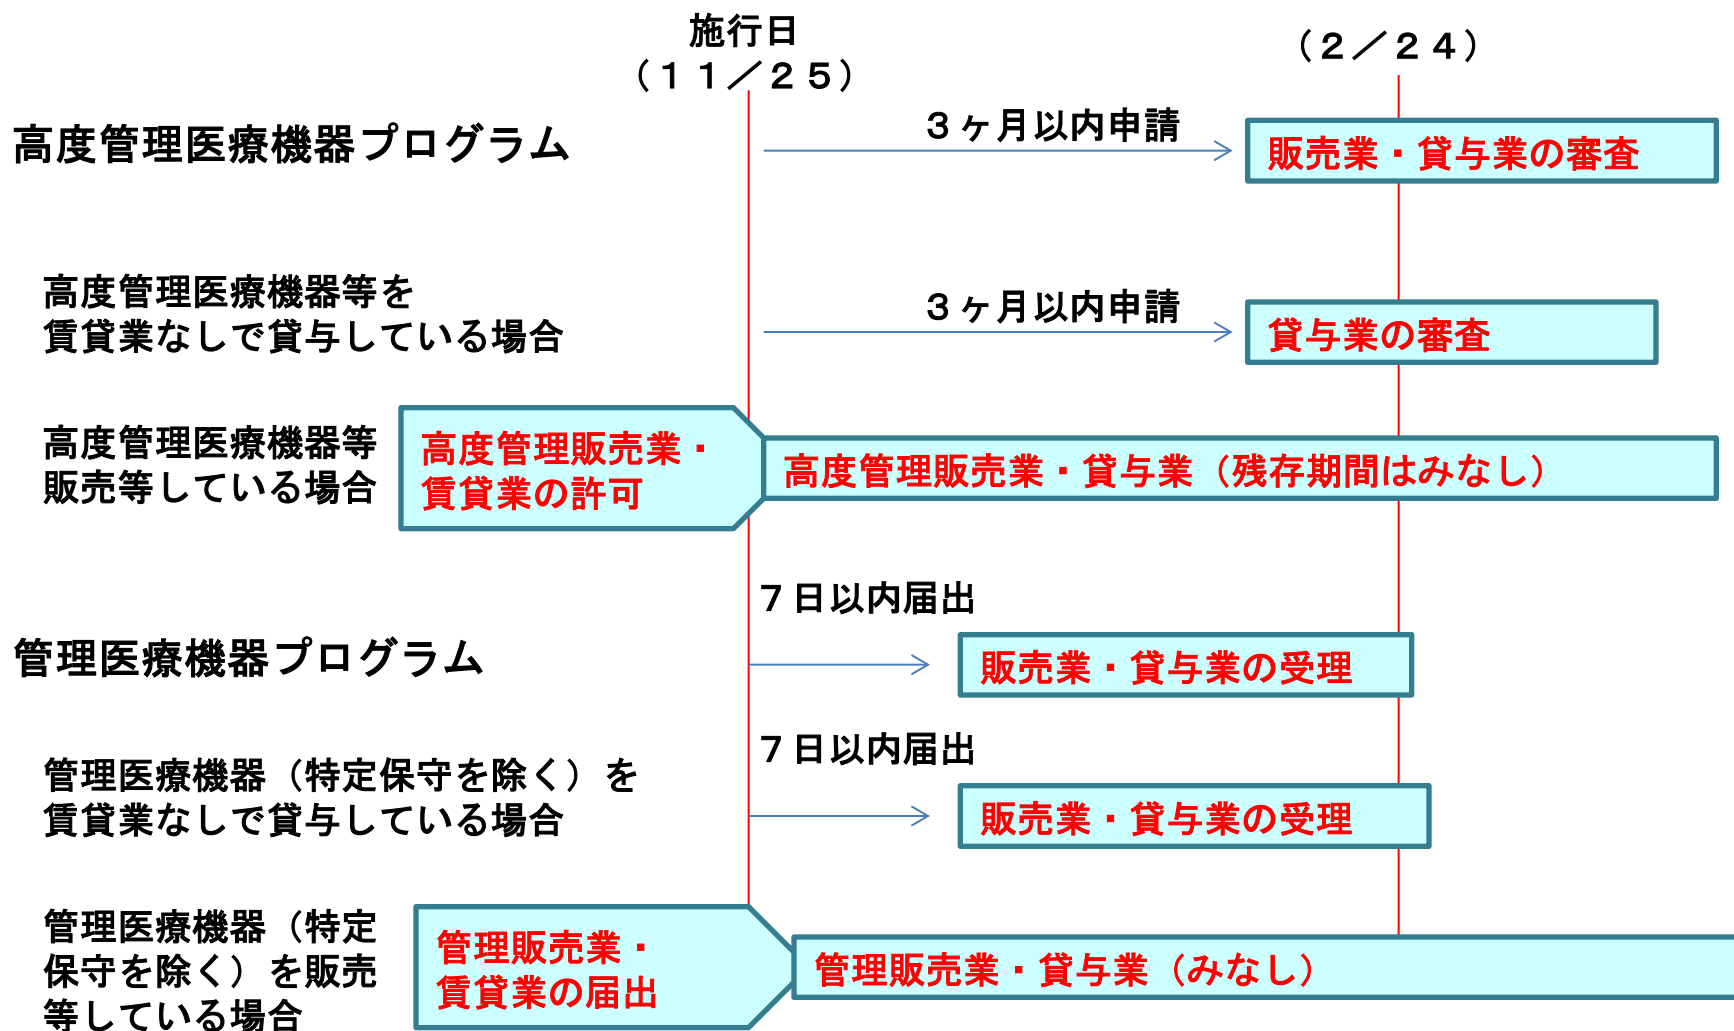 施行日
（１１／２５）
（２／２４）
高度管理医療機器プログラム
３ヶ月以内申請
販売業・貸与業の審査
高度管理医療機器等を
賃貸業なしで貸与している場合
３ヶ月以内申請
貸与業の審査
高度管理医療機器等
販売等している場合
高度管理販売業・
賃貸業の許可
高度管理販売業・貸与業（残存期間はみなし）
７日以内届出
管理医療機器プログラム
販売業・貸与業の受理
７日以内届出
管理医療機器（特定保守を除く）を
賃貸業なしで貸与している場合
販売業・貸与業の受理
管理医療機器（特定
保守を除く）を販売
等している場合
管理販売業・
賃貸業の届出
管理販売業・貸与業（みなし）